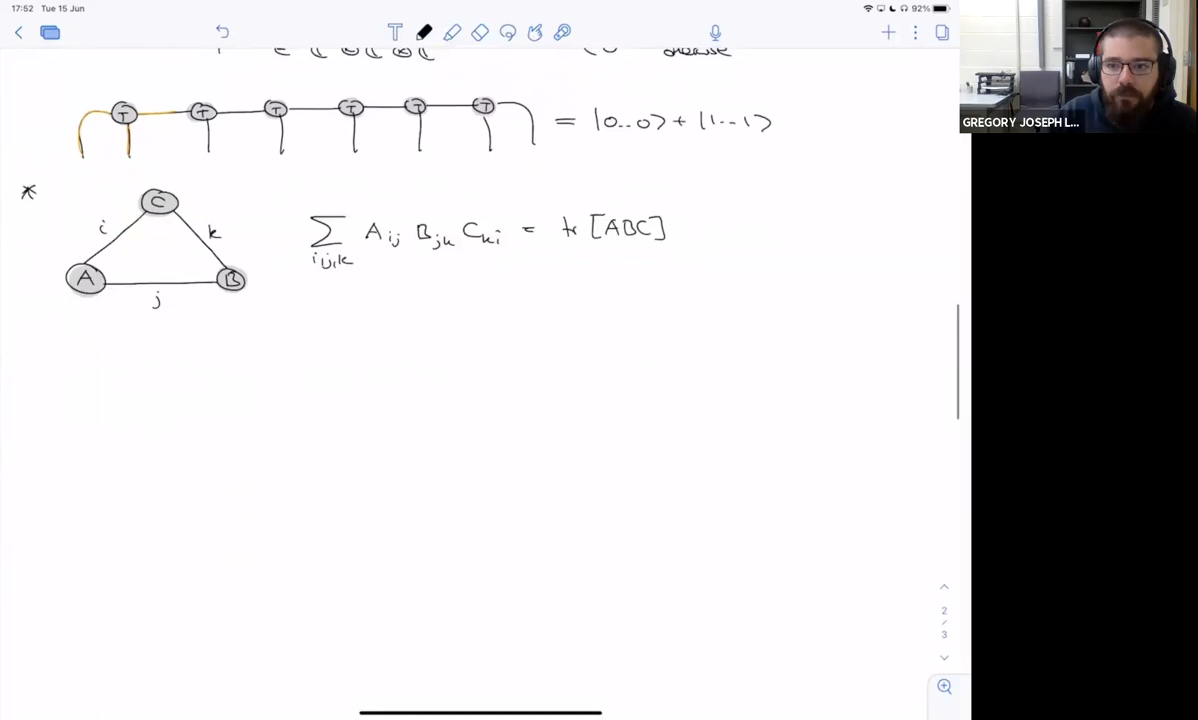 17:52 Tue 15 Jun
92%
GREGORY JOSEPH L...
T T T T T T = |0..0> + |1--1>
*
C
i k
A B
j
∑ i,j,k A_ij B_jk C_ki = tr [ABC]
2
/
3